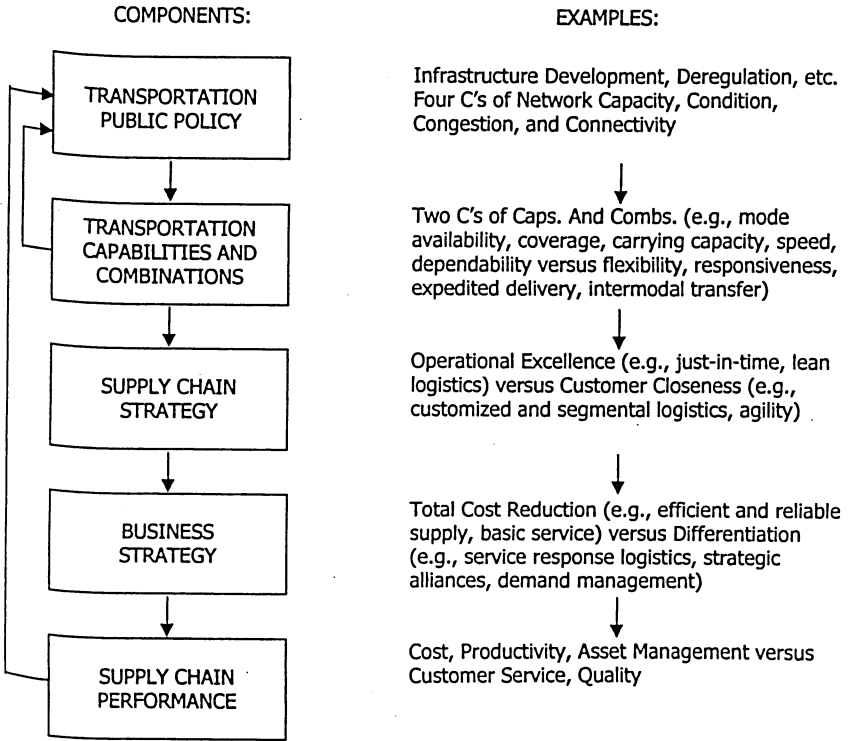 COMPONENTS:
EXAMPLES:
TRANSPORTATION
PUBLIC POLICY
Infrastructure Development, Deregulation, etc.
Four C's of Network Capacity, Condition,
Congestion, and Connectivity
TRANSPORTATION
CAPABILITIES AND
COMBINATIONS
Two C's of Caps. And Combs. (e.g., mode
availability, coverage, carrying capacity, speed,
dependability versus flexibility, responsiveness,
expedited delivery, intermodal transfer)
SUPPLY CHAIN
STRATEGY
Operational Excellence (e.g., just-in-time, lean
logistics) versus Customer Closeness (e.g.,
customized and segmental logistics, agility)
BUSINESS
STRATEGY
Total Cost Reduction (e.g., efficient and reliable
supply, basic service) versus Differentiation
(e.g., service response logistics, strategic
alliances, demand management)
SUPPLY CHAIN
PERFORMANCE
Cost, Productivity, Asset Management versus
Customer Service, Quality